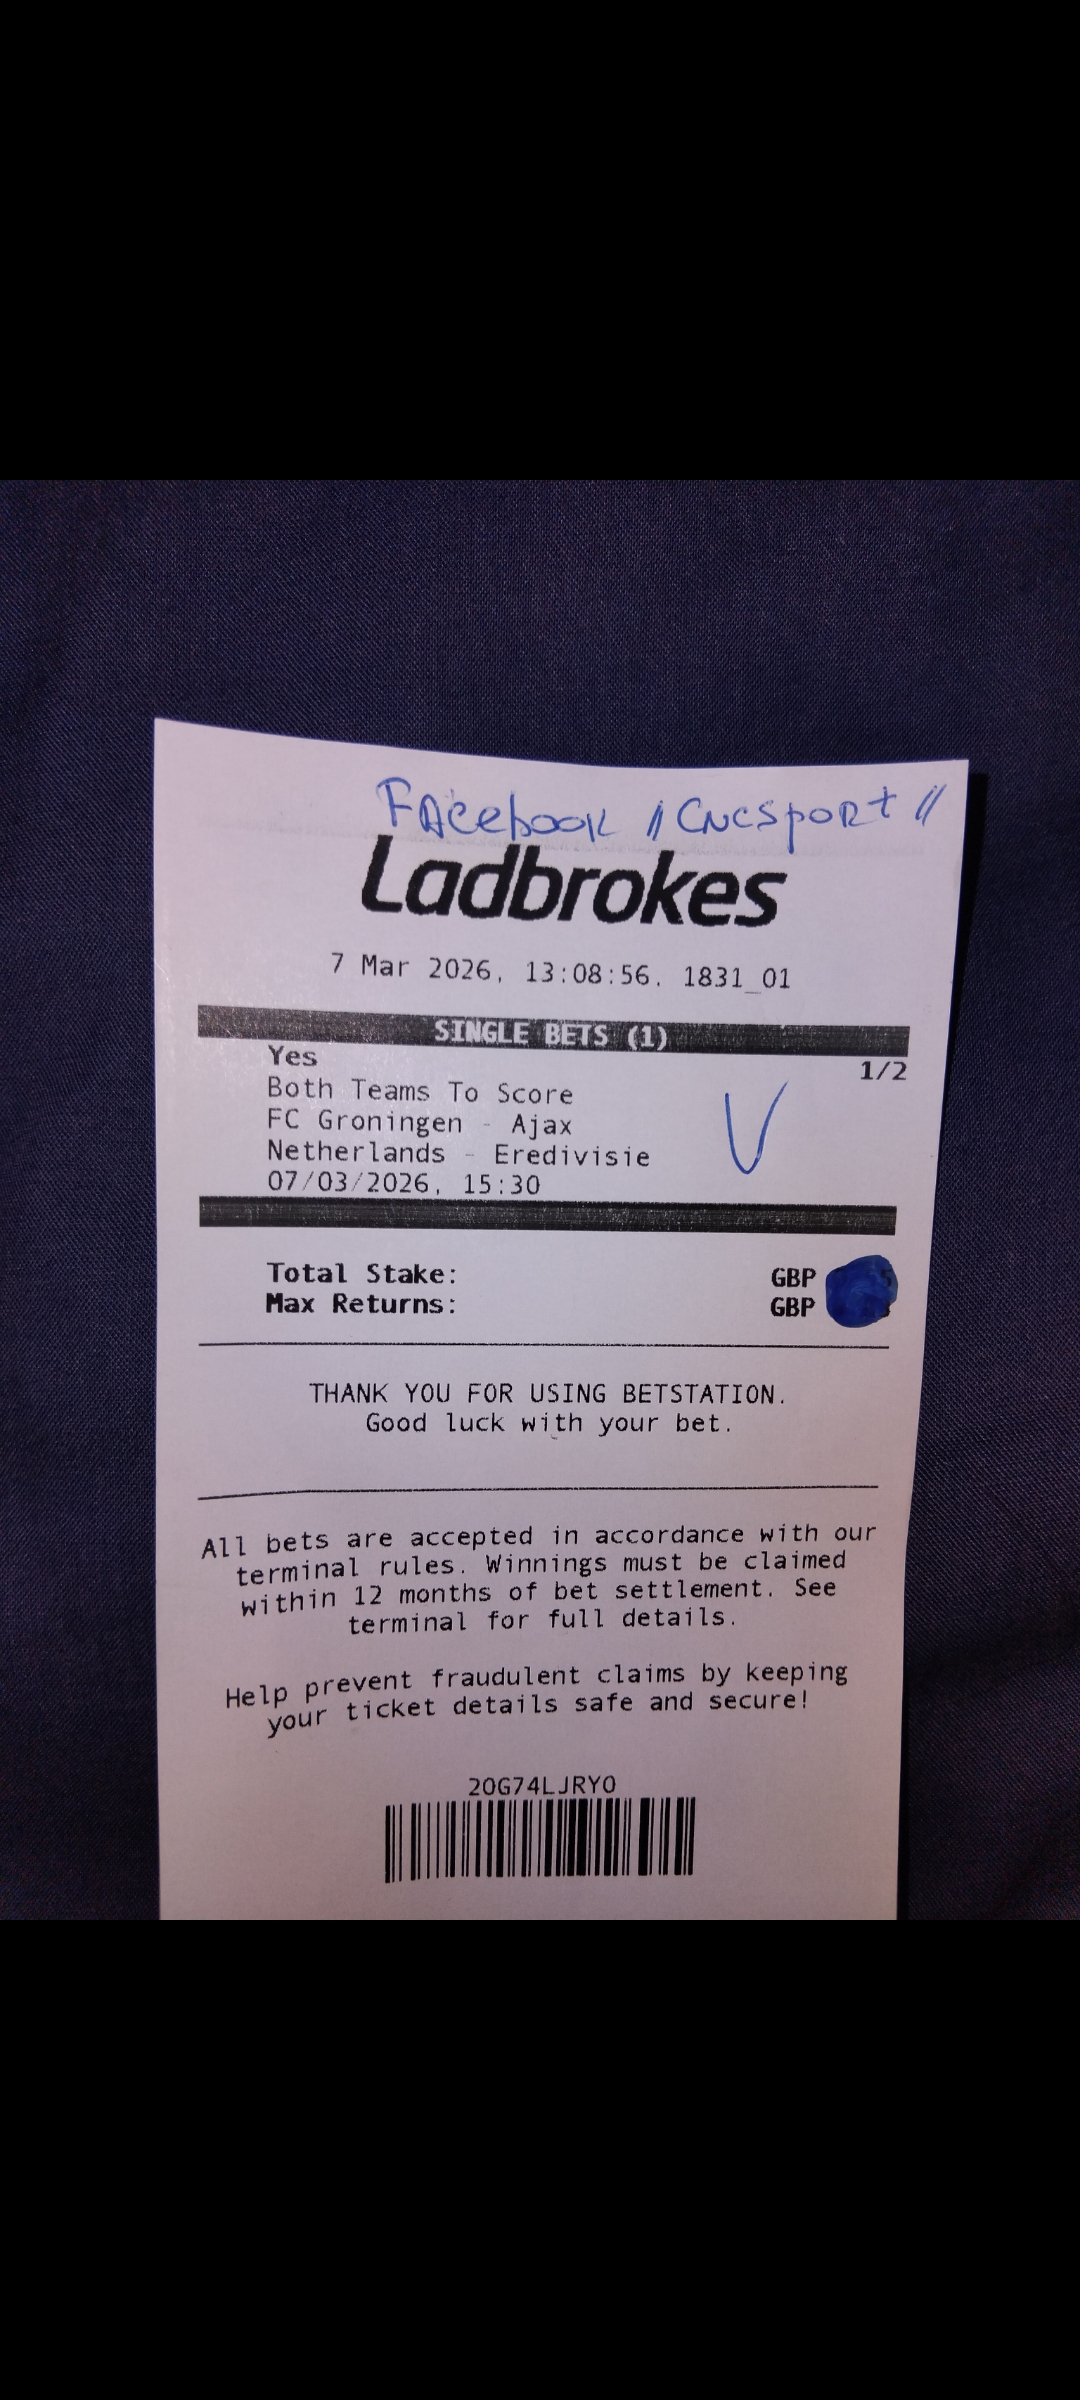 Facebook "CNCSPORT"
Ladbrokes
7 Mar 2026, 13:08:56, 1831_01
SINGLE BETS (1)
Yes 1/2
Both Teams To Score
FC Groningen - Ajax
Netherlands - Eredivisie
07/03/2026, 15:30
V
Total Stake: GBP
Max Returns: GBP
THANK YOU FOR USING BETSTATION.
Good luck with your bet.
All bets are accepted in accordance with our
terminal rules. Winnings must be claimed
within 12 months of bet settlement. See
terminal for full details.
Help prevent fraudulent claims by keeping
your ticket details safe and secure!
20G74LJRYO